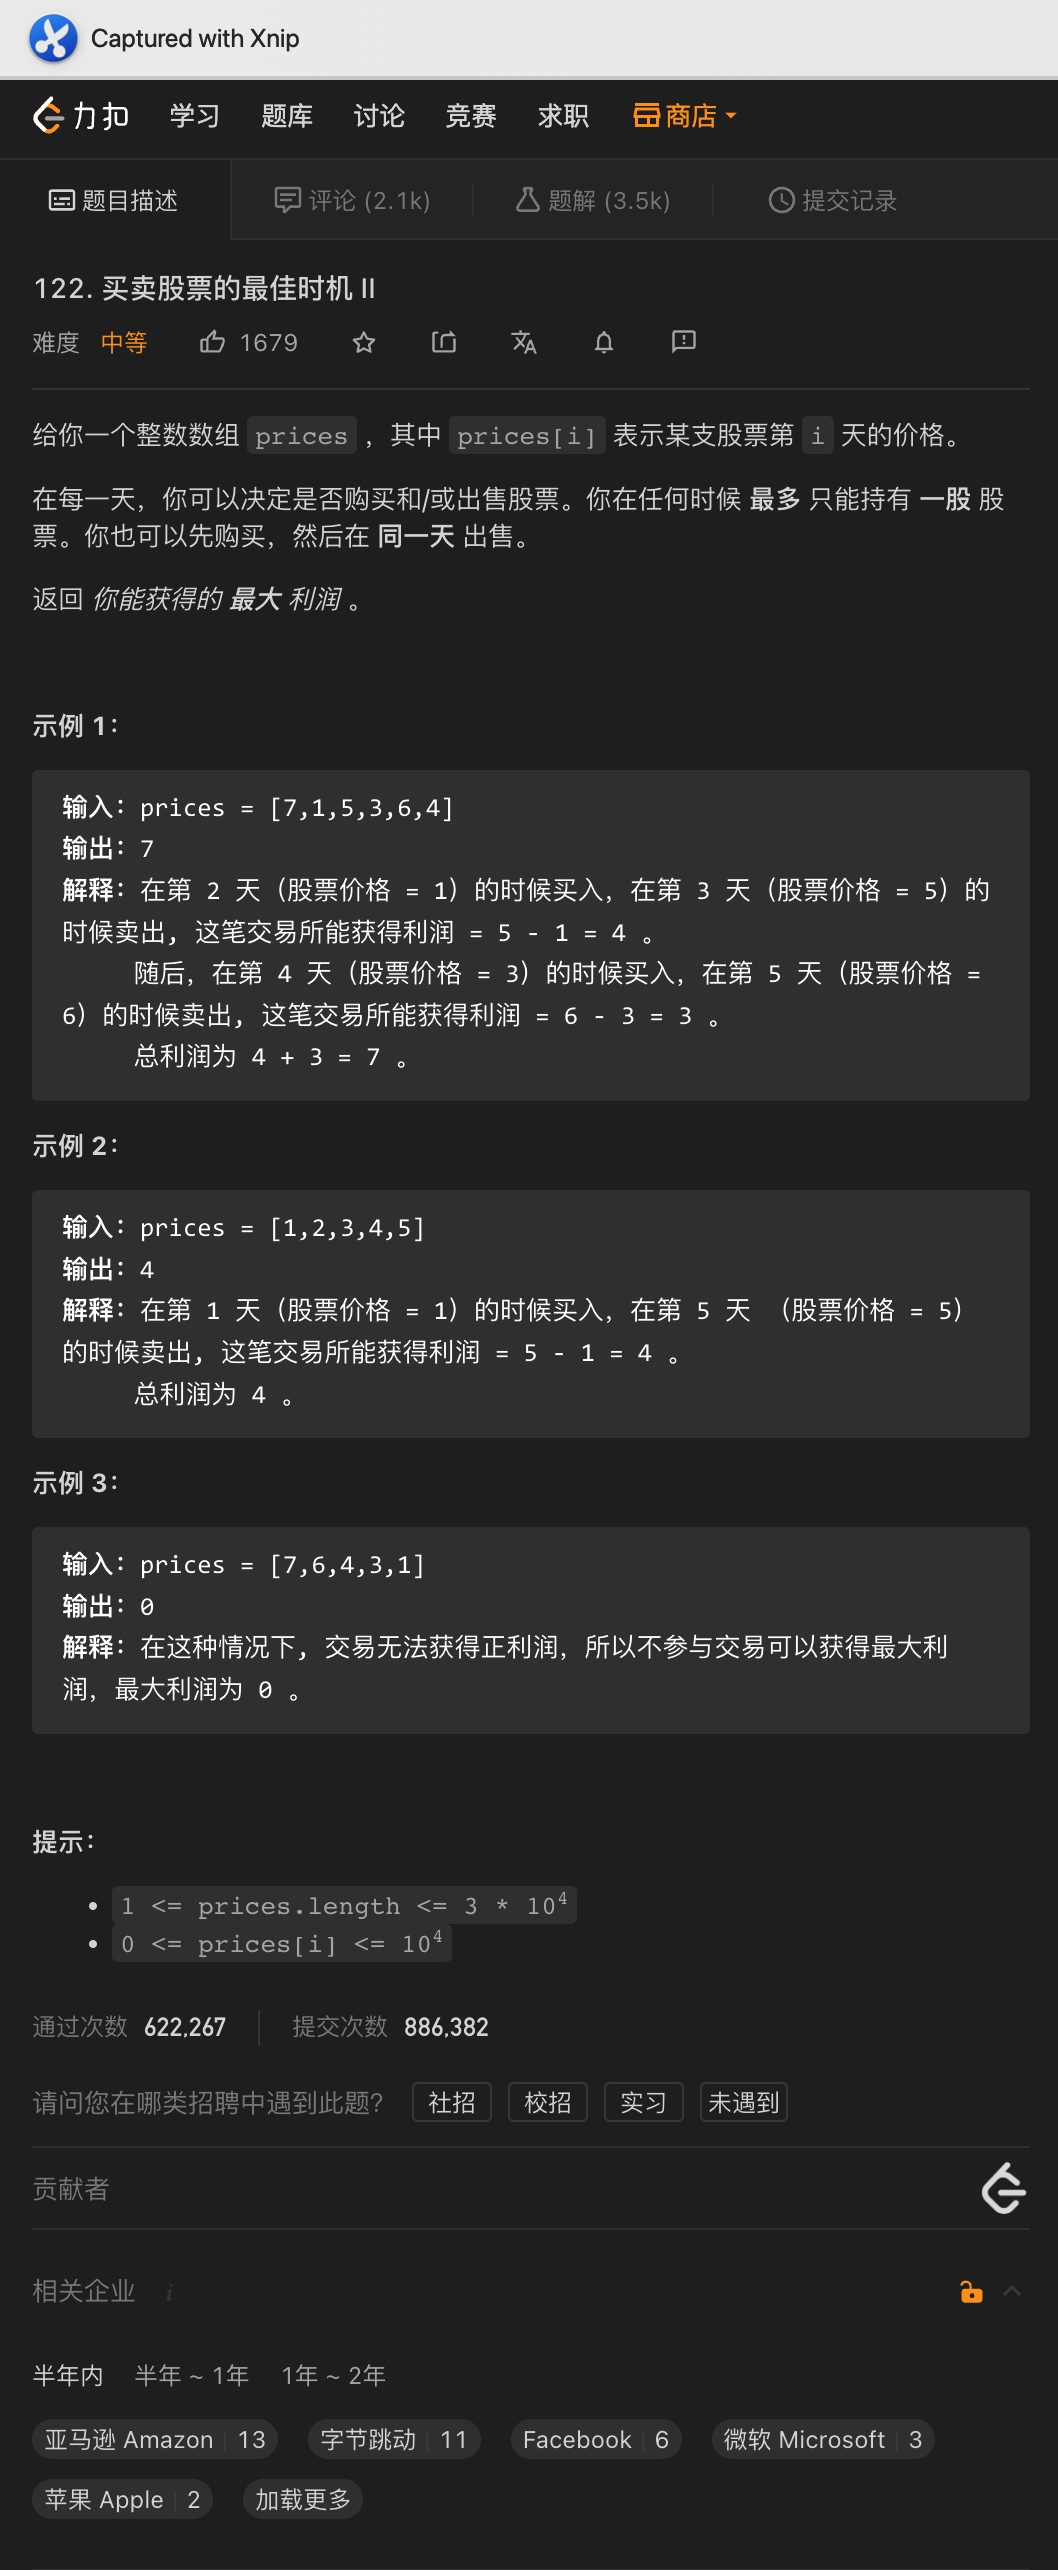 Captured with Xnip
力扣 学习 题库 讨论 竞赛 求职 商店
题目描述 评论 (2.1k) 题解 (3.5k) 提交记录
122. 买卖股票的最佳时机 II
难度 中等 1679
给你一个整数数组 prices ，其中 prices[i] 表示某支股票第 i 天的价格。
在每一天，你可以决定是否购买和/或出售股票。你在任何时候 最多 只能持有 一股 股
票。你也可以先购买，然后在 同一天 出售。
返回 你能获得的 最大 利润 。
示例 1：
输入：prices = [7,1,5,3,6,4]
输出：7
解释：在第 2 天（股票价格 = 1）的时候买入，在第 3 天（股票价格 = 5）的
时候卖出, 这笔交易所能获得利润 = 5 - 1 = 4 。
随后，在第 4 天（股票价格 = 3）的时候买入，在第 5 天（股票价格 =
6）的时候卖出, 这笔交易所能获得利润 = 6 - 3 = 3 。
总利润为 4 + 3 = 7 。
示例 2：
输入：prices = [1,2,3,4,5]
输出：4
解释：在第 1 天（股票价格 = 1）的时候买入，在第 5 天 （股票价格 = 5）
的时候卖出, 这笔交易所能获得利润 = 5 - 1 = 4 。
总利润为 4 。
示例 3：
输入：prices = [7,6,4,3,1]
输出：0
解释：在这种情况下, 交易无法获得正利润，所以不参与交易可以获得最大利
润，最大利润为 0 。
提示：
• 1 <= prices.length <= 3 * 10⁴
• 0 <= prices[i] <= 10⁴
通过次数 622,267 提交次数 886,382
请问您在哪类招聘中遇到此题? 社招 校招 实习 未遇到
贡献者
相关企业 i
半年内 半年 ~ 1年 1年 ~ 2年
亚马逊 Amazon 13 字节跳动 11 Facebook 6 微软 Microsoft 3
苹果 Apple 2 加载更多